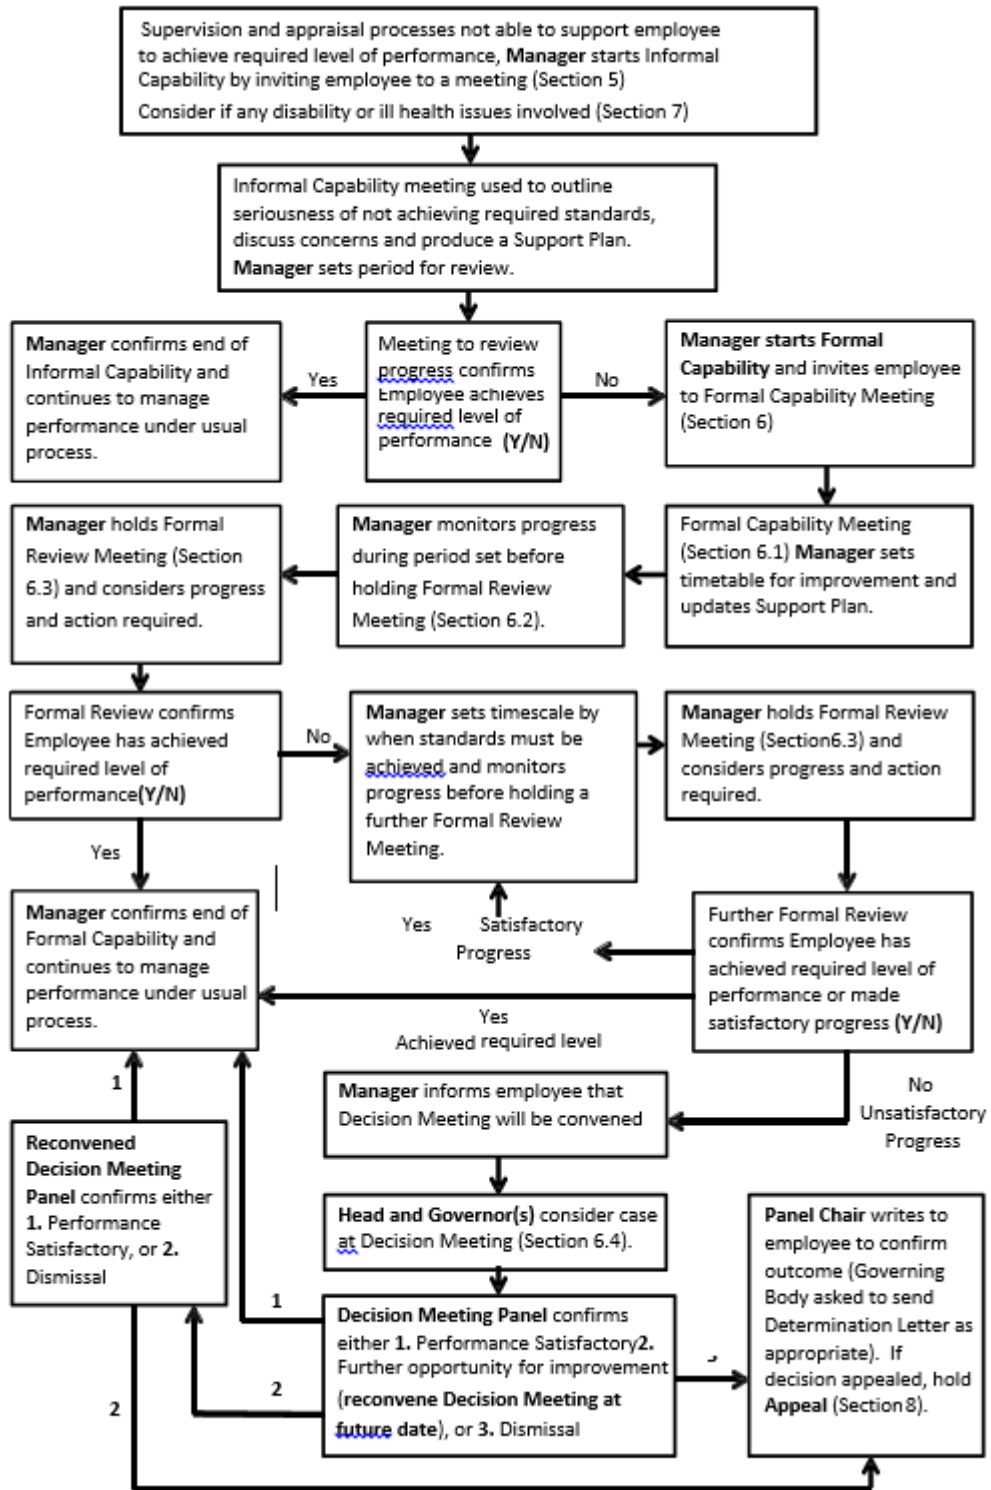 Supervision and appraisal processes not able to support employee
to achieve required level of performance, Manager starts Informal
Capability by inviting employee to a meeting (Section 5)
Consider if any disability or ill health issues involved (Section 7)
Informal Capability meeting used to outline
seriousness of not achieving required standards,
discuss concerns and produce a Support Plan.
Manager sets period for review.
Manager confirms end of
Informal Capability and
continues to manage
performance under usual
process.
Yes
Meeting to review
progress confirms
Employee achieves
required level of
performance (Y/N)
No
Manager starts Formal
Capability and invites employee
to Formal Capability Meeting
(Section 6)
Formal Capability Meeting
(Section 6.1) Manager sets
timetable for improvement and
updates Support Plan.
Manager monitors progress
during period set before
holding Formal Review
Meeting (Section 6.2).
Manager holds Formal
Review Meeting (Section
6.3) and considers progress
and action required.
Formal Review confirms
Employee has achieved
required level of
performance(Y/N)
No
Manager sets timescale by
when standards must be
achieved and monitors
progress before holding a
further Formal Review
Meeting.
Manager holds Formal Review
Meeting (Section6.3) and
considers progress and action
required.
Yes
Manager confirms end of
Formal Capability and
continues to manage
performance under usual
process.
Yes Satisfactory
Progress
Further Formal Review
confirms Employee has
achieved required level of
performance or made
satisfactory progress (Y/N)
Yes
Achieved required level
No
Unsatisfactory
Progress
Manager informs employee that
Decision Meeting will be convened
1
Reconvened
Decision Meeting
Panel confirms either
1. Performance
Satisfactory, or 2.
Dismissal
Head and Governor(s) consider case
at Decision Meeting (Section 6.4).
1
Decision Meeting Panel confirms
either 1. Performance Satisfactory2.
Further opportunity for improvement
(reconvene Decision Meeting at
future date), or 3. Dismissal
2
2
Panel Chair writes to
employee to confirm
outcome (Governing
Body asked to send
Determination Letter as
appropriate). If
decision appealed, hold
Appeal (Section 8).